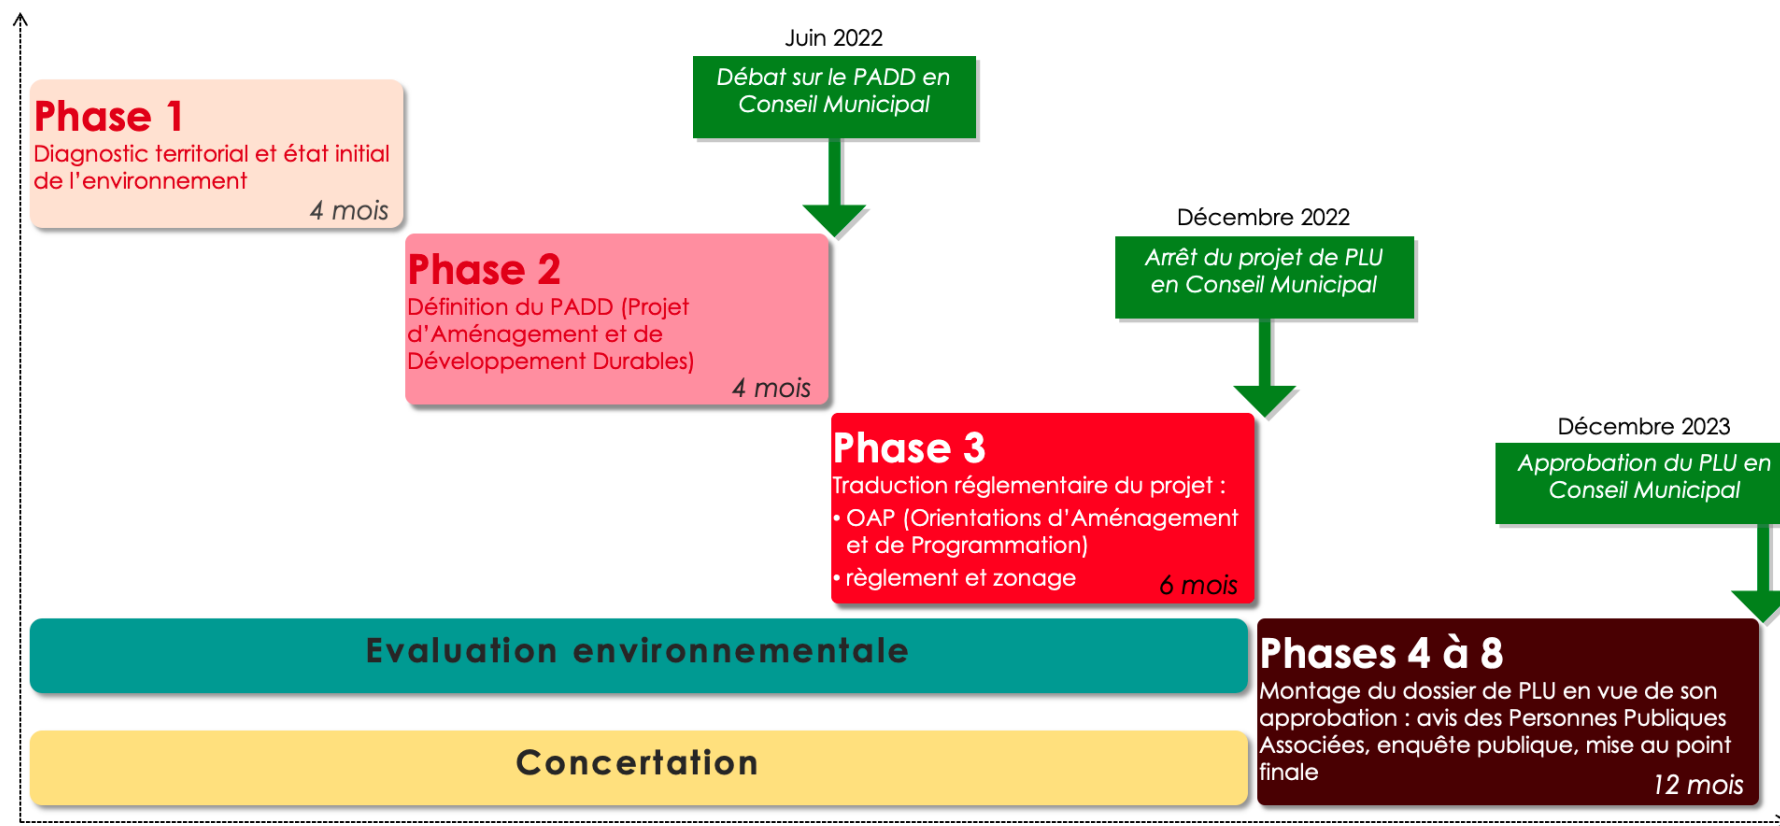 Juin 2022
Débat sur le PADD en
Conseil Municipal
Phase 1
Diagnostic territorial et état initial
de l’environnement
4 mois
Décembre 2022
Arrêt du projet de PLU
en Conseil Municipal
Phase 2
Définition du PADD (Projet
d’Aménagement et de
Développement Durables)
4 mois
Décembre 2023
Approbation du PLU en
Conseil Municipal
Phase 3
Traduction réglementaire du projet :
• OAP (Orientations d’Aménagement
et de Programmation)
• règlement et zonage
6 mois
Evaluation environnementale
Concertation
Phases 4 à 8
Montage du dossier de PLU en vue de son
approbation : avis des Personnes Publiques
Associées, enquête publique, mise au point
finale
12 mois